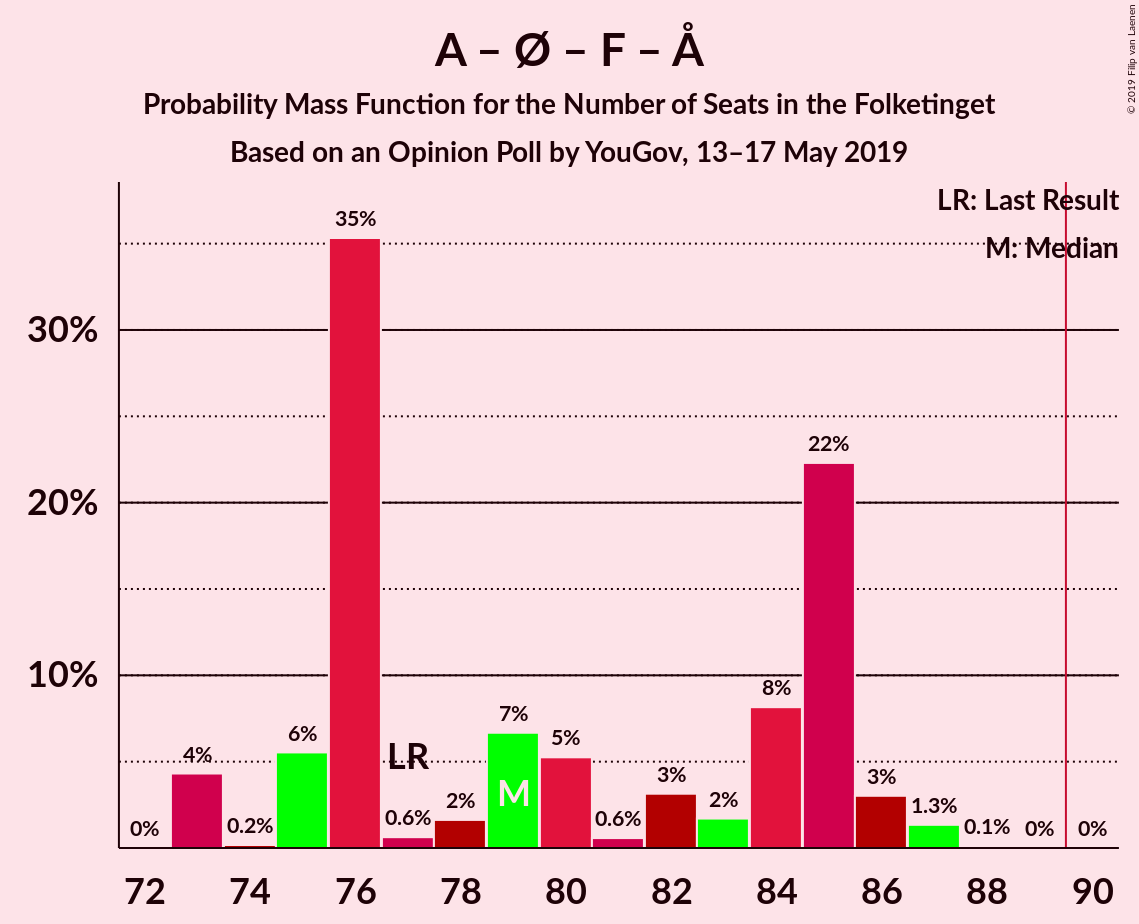 A – Ø – F – Å
Probability Mass Function for the Number of Seats in the Folketinget
Based on an Opinion Poll by YouGov, 13–17 May 2019
© 2019 Filip van Laenen
LR: Last Result
M: Median
30%
20%
10%
0%
4%
0.2%
6%
35%
0.6%
LR
2%
7%
M
5%
0.6%
3%
2%
8%
22%
3%
1.3%
0.1%
0%
0%
72 74 76 78 80 82 84 86 88 90